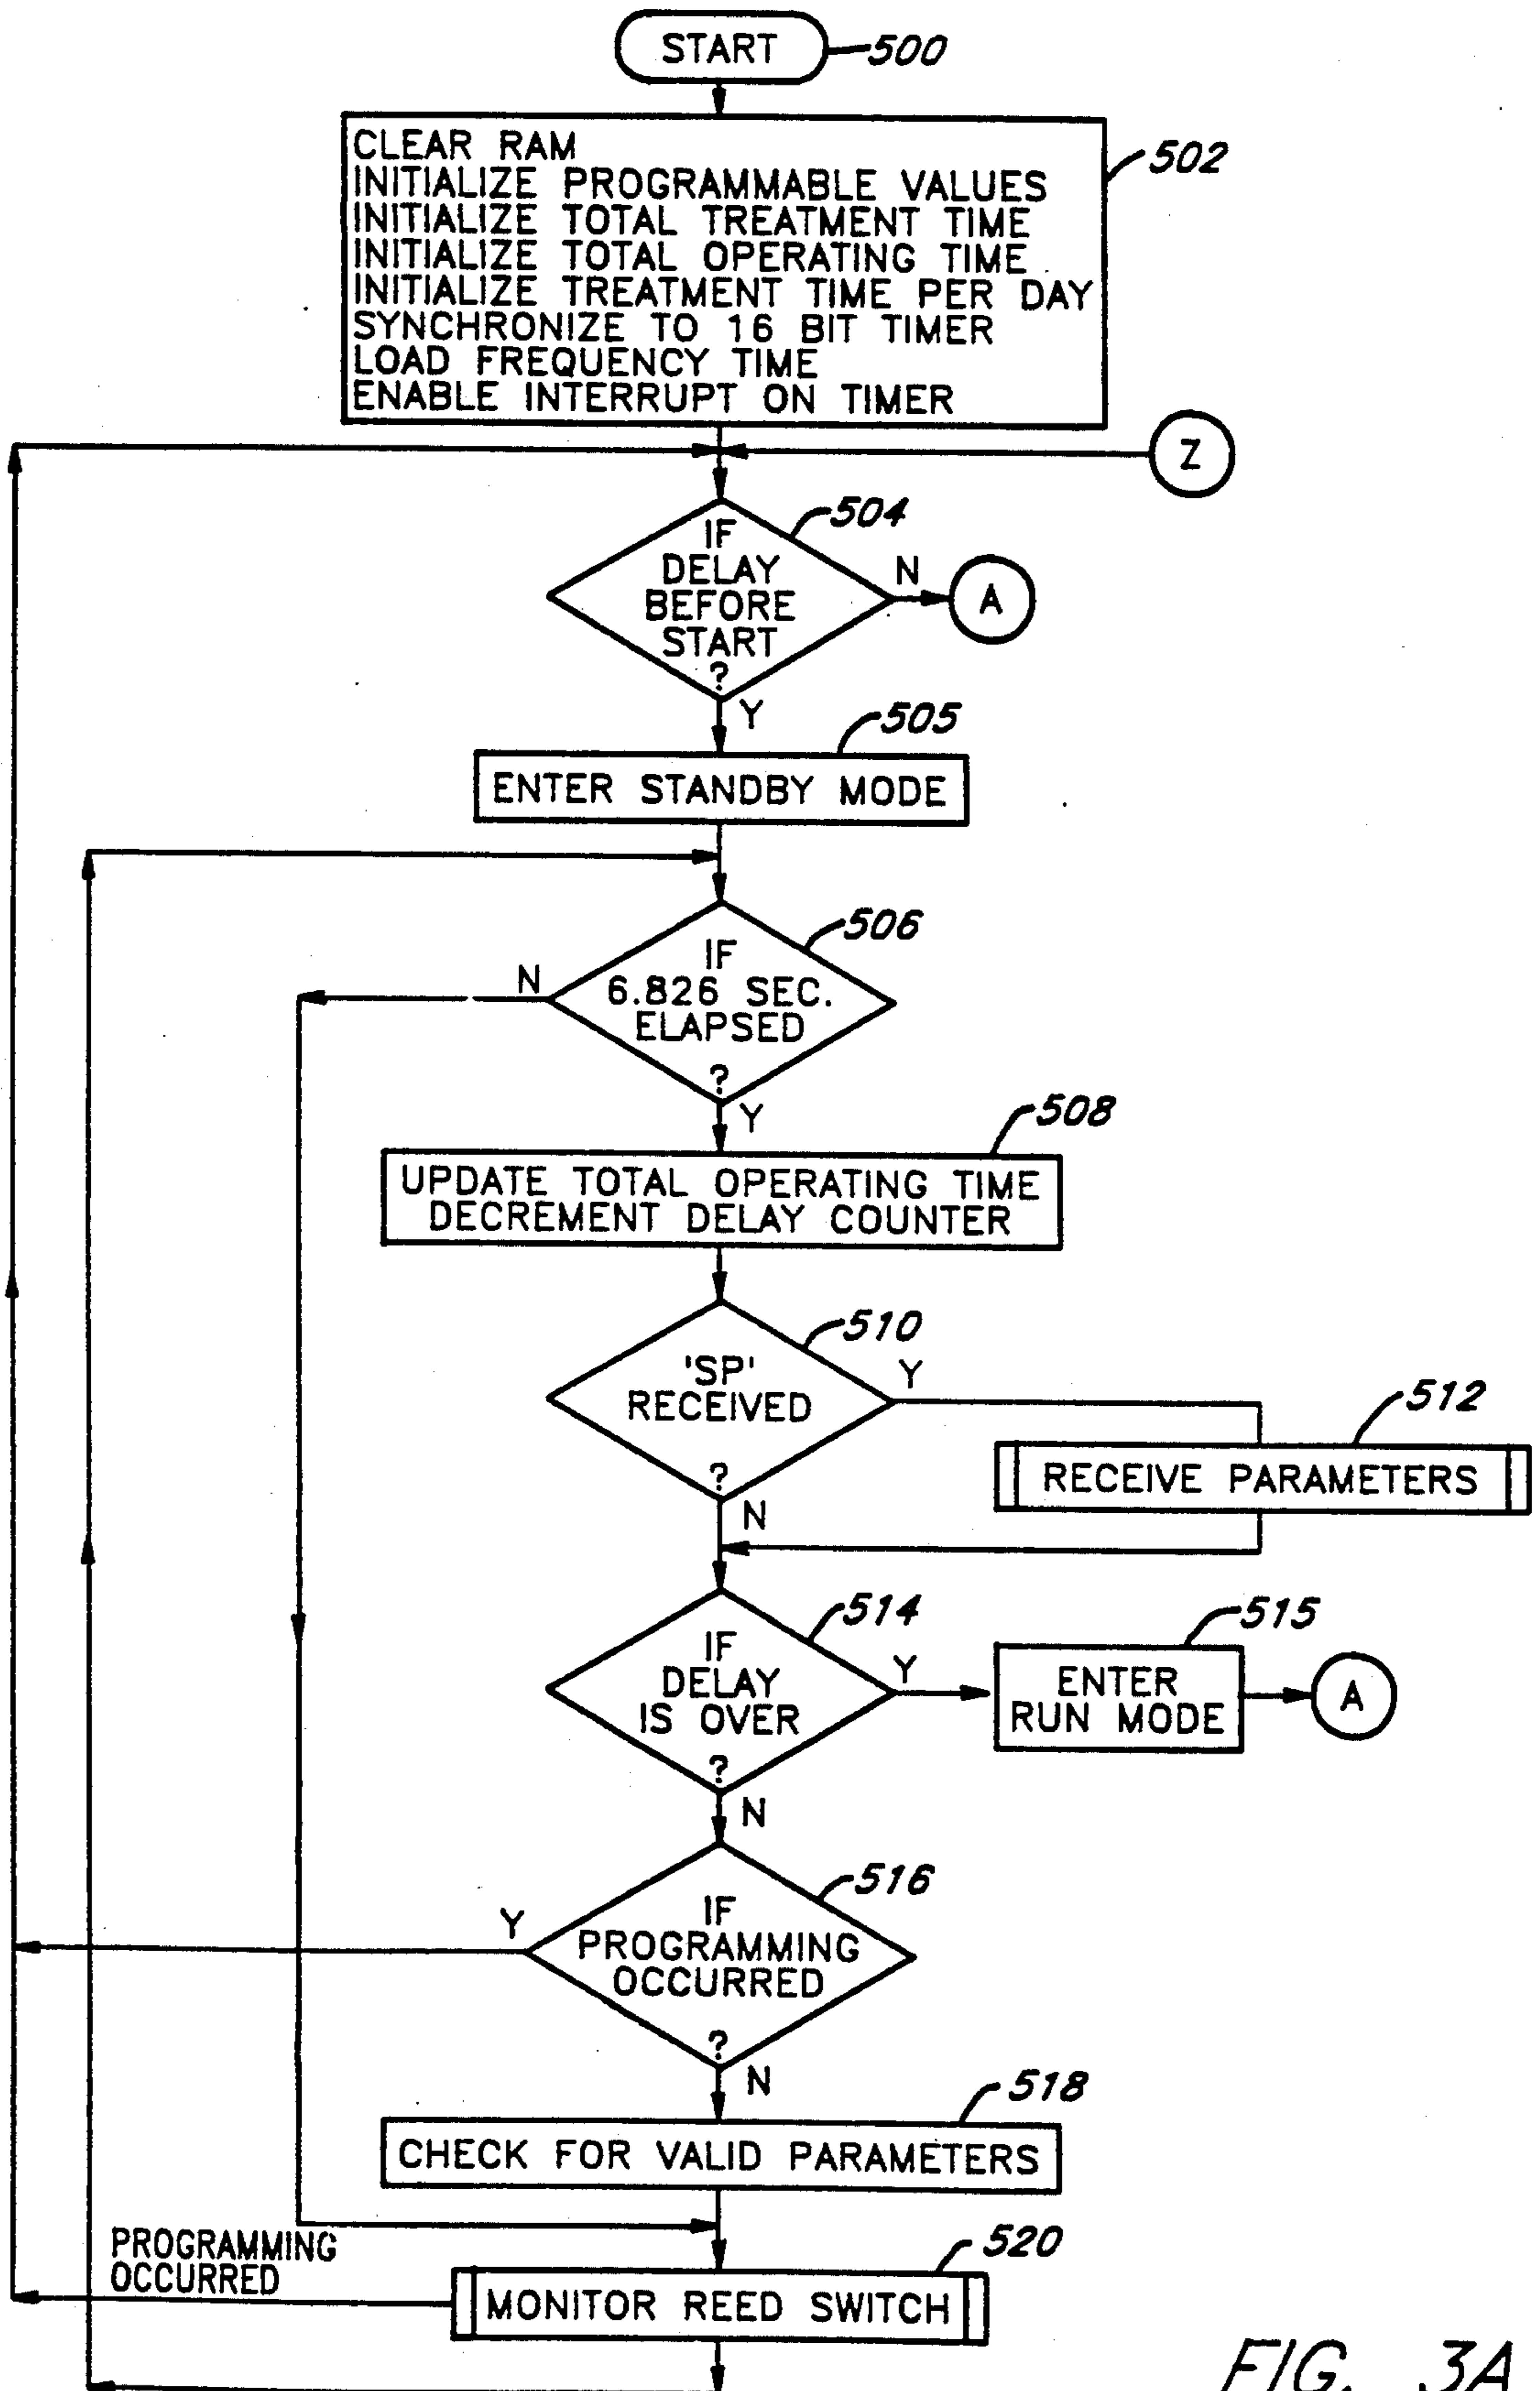 START
500
CLEAR RAM
INITIALIZE PROGRAMMABLE VALUES
INITIALIZE TOTAL TREATMENT TIME
INITIALIZE TOTAL OPERATING TIME
INITIALIZE TREATMENT TIME PER DAY
SYNCHRONIZE TO 16 BIT TIMER
LOAD FREQUENCY TIME
ENABLE INTERRUPT ON TIMER
502
Z
504
IF
DELAY
BEFORE
START
?
N
A
Y
505
ENTER STANDBY MODE
506
IF
6.826 SEC.
ELAPSED
?
N
Y
508
UPDATE TOTAL OPERATING TIME
DECREMENT DELAY COUNTER
510
'SP'
RECEIVED
?
Y
512
RECEIVE PARAMETERS
N
514
IF
DELAY
IS OVER
?
Y
515
ENTER
RUN MODE
A
N
516
IF
PROGRAMMING
OCCURRED
?
Y
N
518
CHECK FOR VALID PARAMETERS
PROGRAMMING
OCCURRED
520
MONITOR REED SWITCH
FIG. 3A